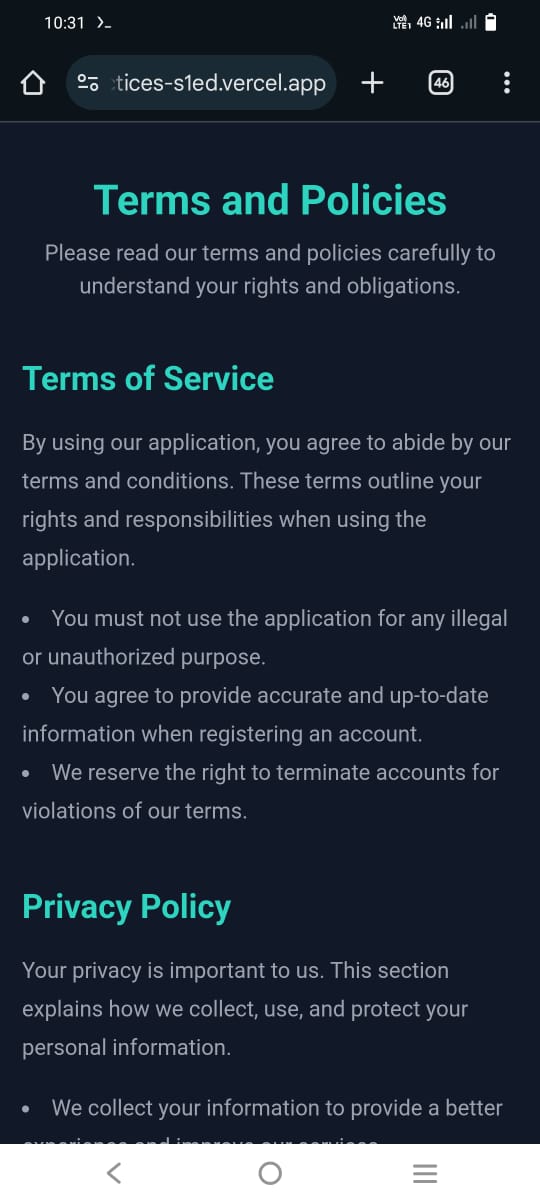 10:31 >_
Vo) LTE1 4G
tices-s1ed.vercel.app
46
Terms and Policies
Please read our terms and policies carefully to
understand your rights and obligations.
Terms of Service
By using our application, you agree to abide by our
terms and conditions. These terms outline your
rights and responsibilities when using the
application.
• You must not use the application for any illegal
or unauthorized purpose.
• You agree to provide accurate and up-to-date
information when registering an account.
• We reserve the right to terminate accounts for
violations of our terms.
Privacy Policy
Your privacy is important to us. This section
explains how we collect, use, and protect your
personal information.
• We collect your information to provide a better
experience and improve our services.